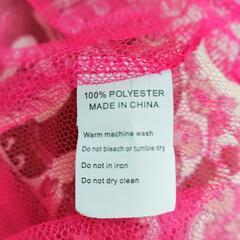 100% POLYESTER
MADE IN CHINA
Warm machine wash
Do not bleach or tumble dry
Do not in iron
Do not dry clean